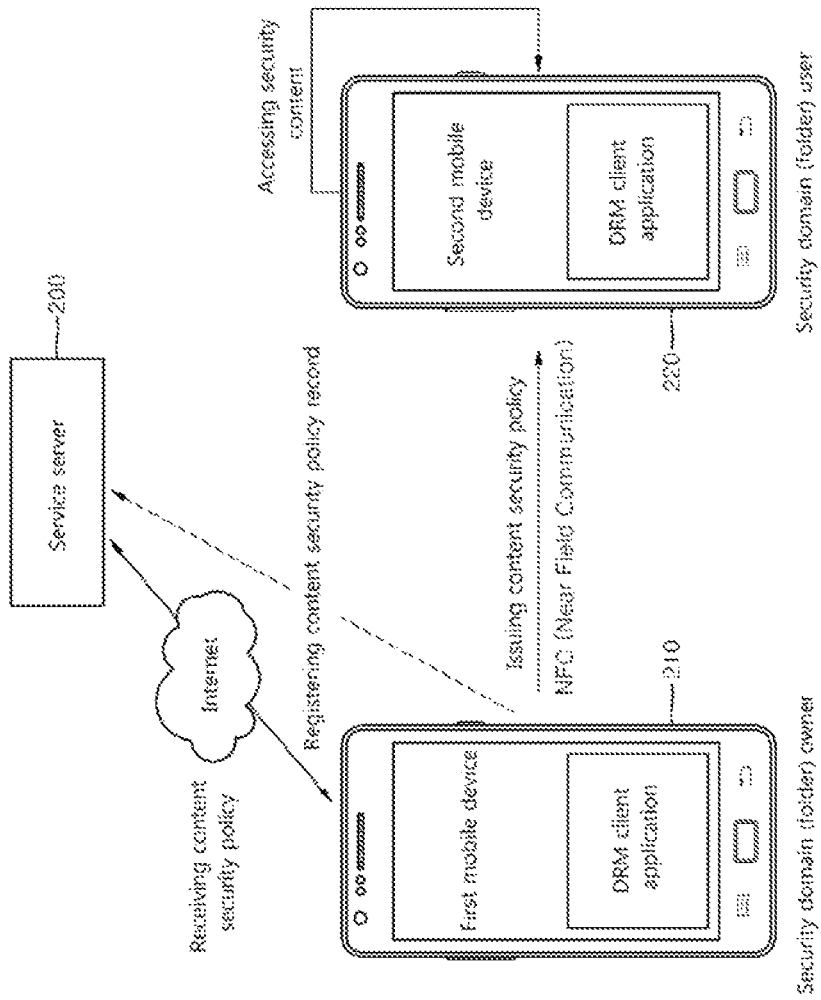 Service server
200
Internet
Receiving content
security policy
Registering content security policy record
Accessing security
content
First mobile device
DRM client
application
210
Security domain (folder) owner
Issuing content security policy
NFC (Near Field Communication)
Second mobile
device
DRM client
application
220
Security domain (folder) user